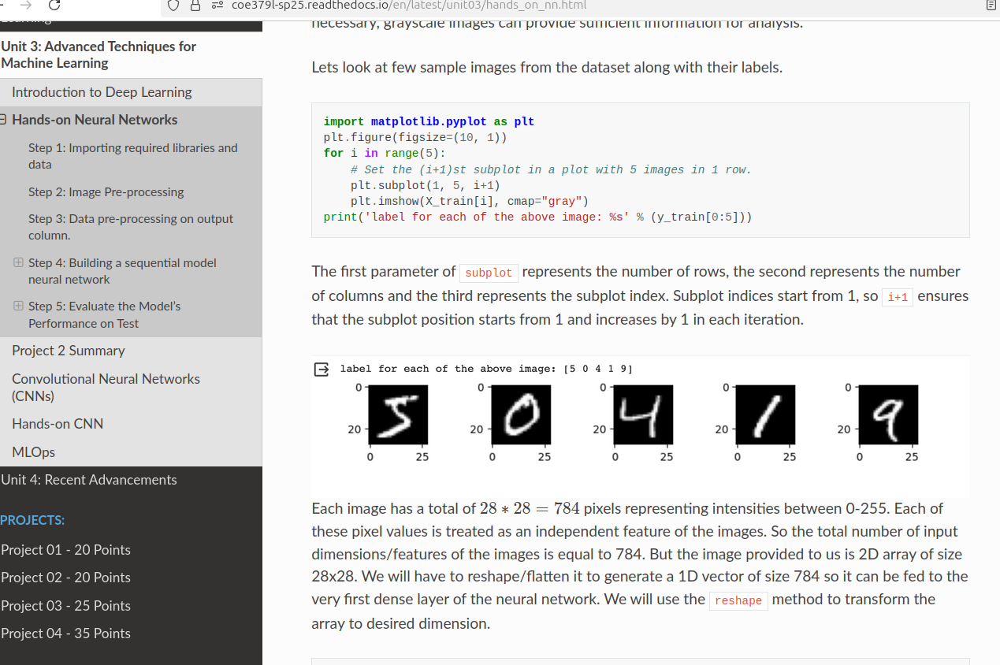 coe379l-sp25.readthedocs.io/en/latest/unit03/hands_on_nn.html
Learning
Unit 3: Advanced Techniques for
Machine Learning
Introduction to Deep Learning
Hands-on Neural Networks
Step 1: Importing required libraries and
data
Step 2: Image Pre-processing
Step 3: Data pre-processing on output
column.
Step 4: Building a sequential model
neural network
Step 5: Evaluate the Model's
Performance on Test
Project 2 Summary
Convolutional Neural Networks
(CNNs)
Hands-on CNN
MLOps
Unit 4: Recent Advancements
PROJECTS:
Project 01 - 20 Points
Project 02 - 20 Points
Project 03 - 25 Points
Project 04 - 35 Points
necessary, grayscale images can provide sufficient information for analysis.
Lets look at few sample images from the dataset along with their labels.
import matplotlib.pyplot as plt
plt.figure(figsize=(10, 1))
for i in range(5):
    # Set the (i+1)st subplot in a plot with 5 images in 1 row.
    plt.subplot(1, 5, i+1)
    plt.imshow(X_train[i], cmap="gray")
print('label for each of the above image: %s' % (y_train[0:5]))
The first parameter of subplot represents the number of rows, the second represents the number
of columns and the third represents the subplot index. Subplot indices start from 1, so i+1 ensures
that the subplot position starts from 1 and increases by 1 in each iteration.
label for each of the above image: [5 0 4 1 9]
0 0 0 0 0
5 0 4 1 9
20 20 20 20 20
0 25 0 25 0 25 0 25 0 25
Each image has a total of 28 ∗ 28 = 784 pixels representing intensities between 0-255. Each of
these pixel values is treated as an independent feature of the images. So the total number of input
dimensions/features of the images is equal to 784. But the image provided to us is 2D array of size
28x28. We will have to reshape/flatten it to generate a 1D vector of size 784 so it can be fed to the
very first dense layer of the neural network. We will use the reshape method to transform the
array to desired dimension.